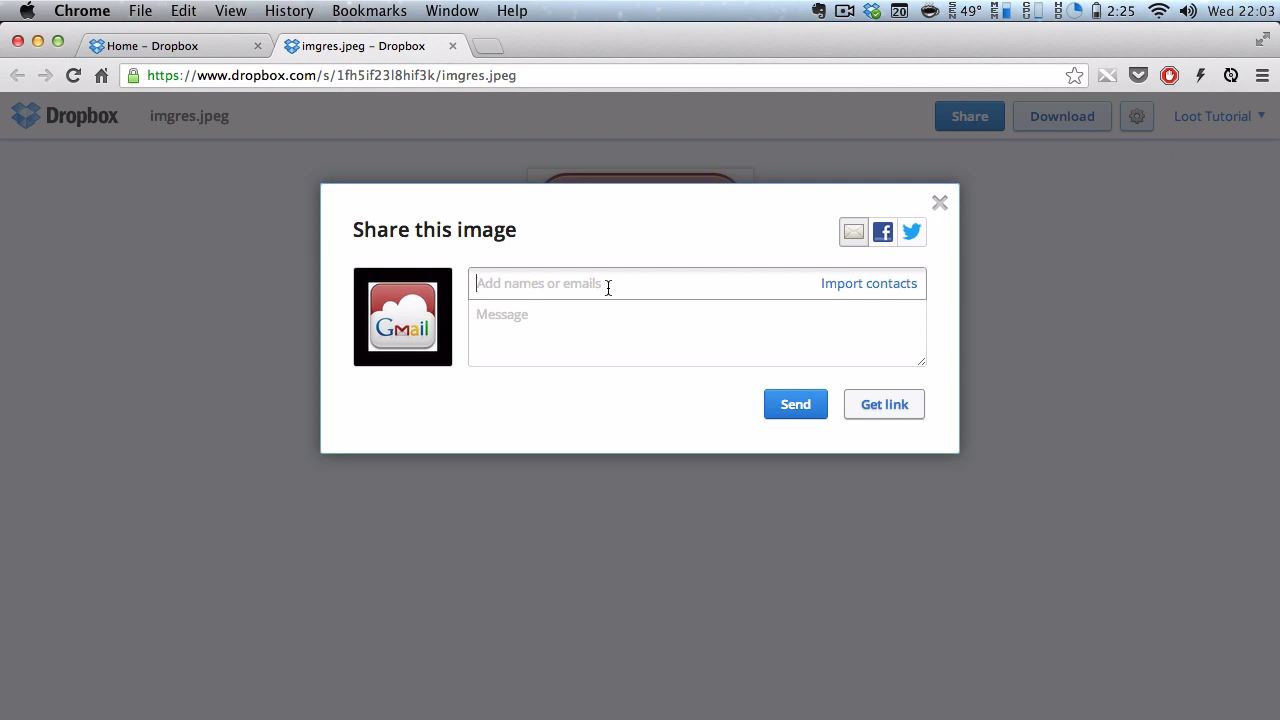 Chrome File Edit View History Bookmarks Window Help 20 49° 2:25 Wed 22:03
Home – Dropbox imgres.jpeg – Dropbox
https://www.dropbox.com/s/1fh5if23l8hif3k/imgres.jpeg
Dropbox imgres.jpeg Share Download Loot Tutorial
Share this image
Add names or emails Import contacts
Gmail
Message
Send Get link